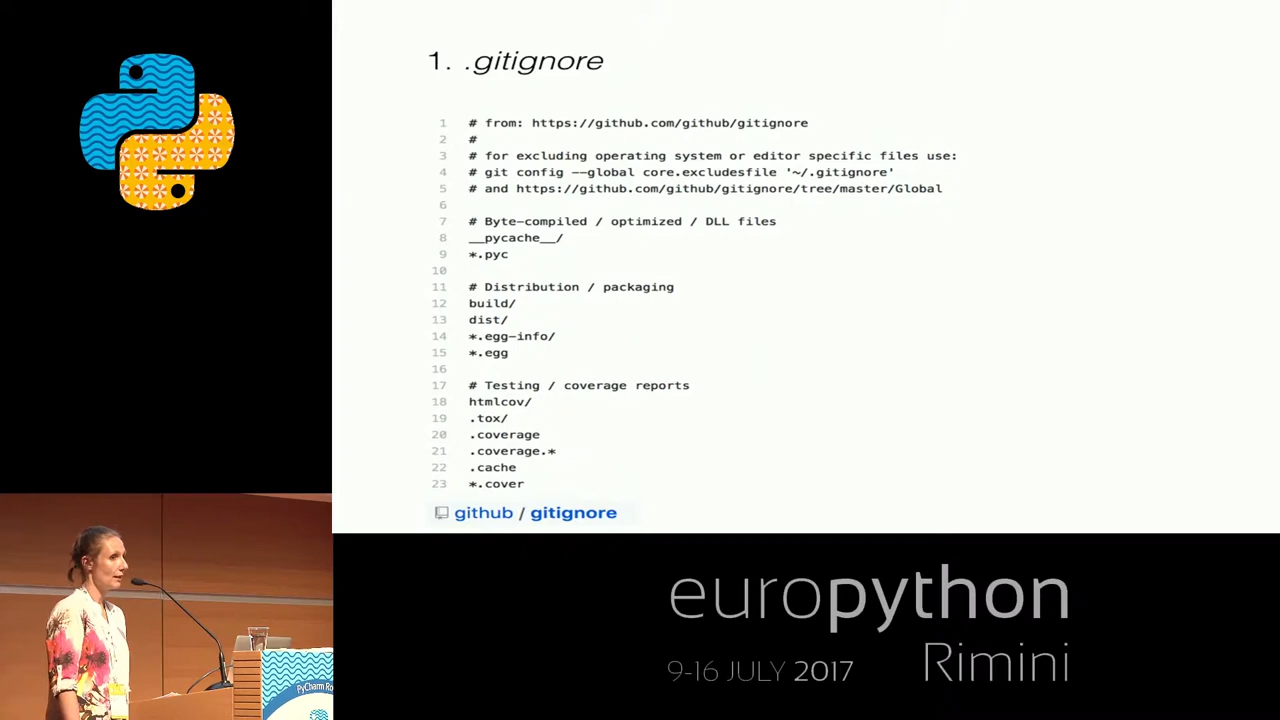 1. .gitignore
1 # from: https://github.com/github/gitignore
2 #
3 # for excluding operating system or editor specific files use:
4 # git config --global core.excludesfile '~/.gitignore'
5 # and https://github.com/github/gitignore/tree/master/Global
6
7 # Byte-compiled / optimized / DLL files
8 __pycache__/
9 *.pyc
10
11 # Distribution / packaging
12 build/
13 dist/
14 *.egg-info/
15 *.egg
16
17 # Testing / coverage reports
18 htmlcov/
19 .tox/
20 .coverage
21 .coverage.*
22 .cache
23 *.cover
github / gitignore
europython
9-16 JULY 2017 Rimini
PyCharm Ro